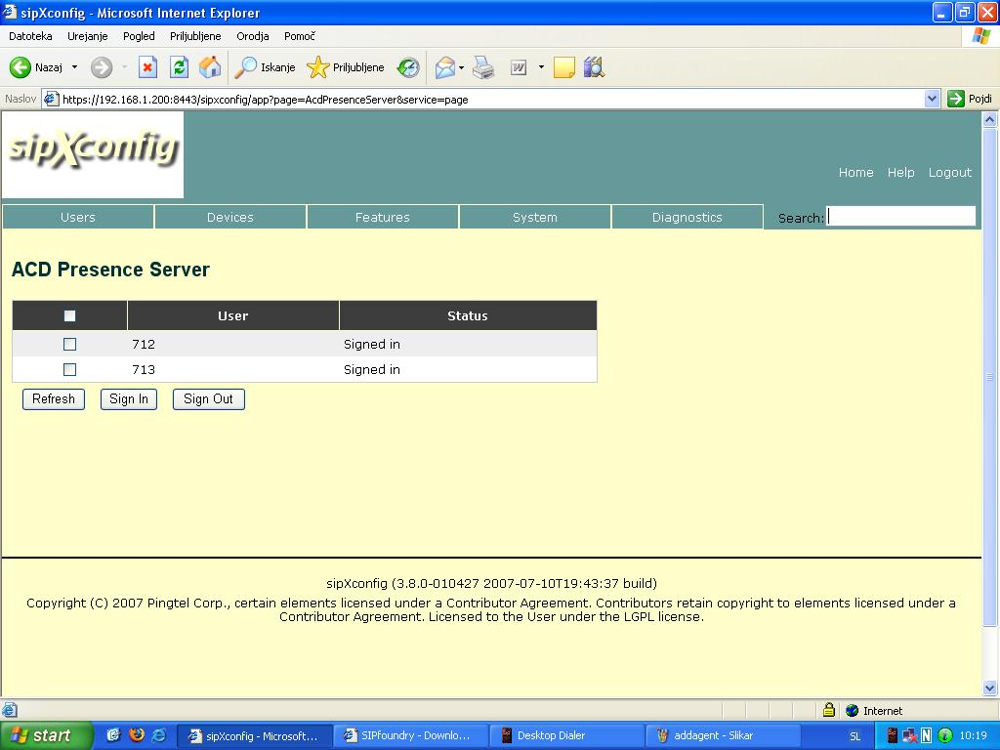 sipXconfig - Microsoft Internet Explorer
Datoteka Urejanje Pogled Priljubljene Orodja Pomoč
Nazaj Iskanje Priljubljene
Naslov https://192.168.1.200:8443/sipxconfig/app?page=AcdPresenceServer&service=page Pojdi
sipXconfig
Home Help Logout
Users Devices Features System Diagnostics Search:
ACD Presence Server
User Status
712 Signed in
713 Signed in
Refresh Sign In Sign Out
sipXconfig (3.8.0-010427 2007-07-10T19:43:37 build)
Copyright (C) 2007 Pingtel Corp., certain elements licensed under a Contributor Agreement. Contributors retain copyright to elements licensed under a
Contributor Agreement. Licensed to the User under the LGPL license.
Internet
start sipXconfig - Microsoft... SIPfoundry - Downlo... Desktop Dialer addagent - Slikar SL 10:19